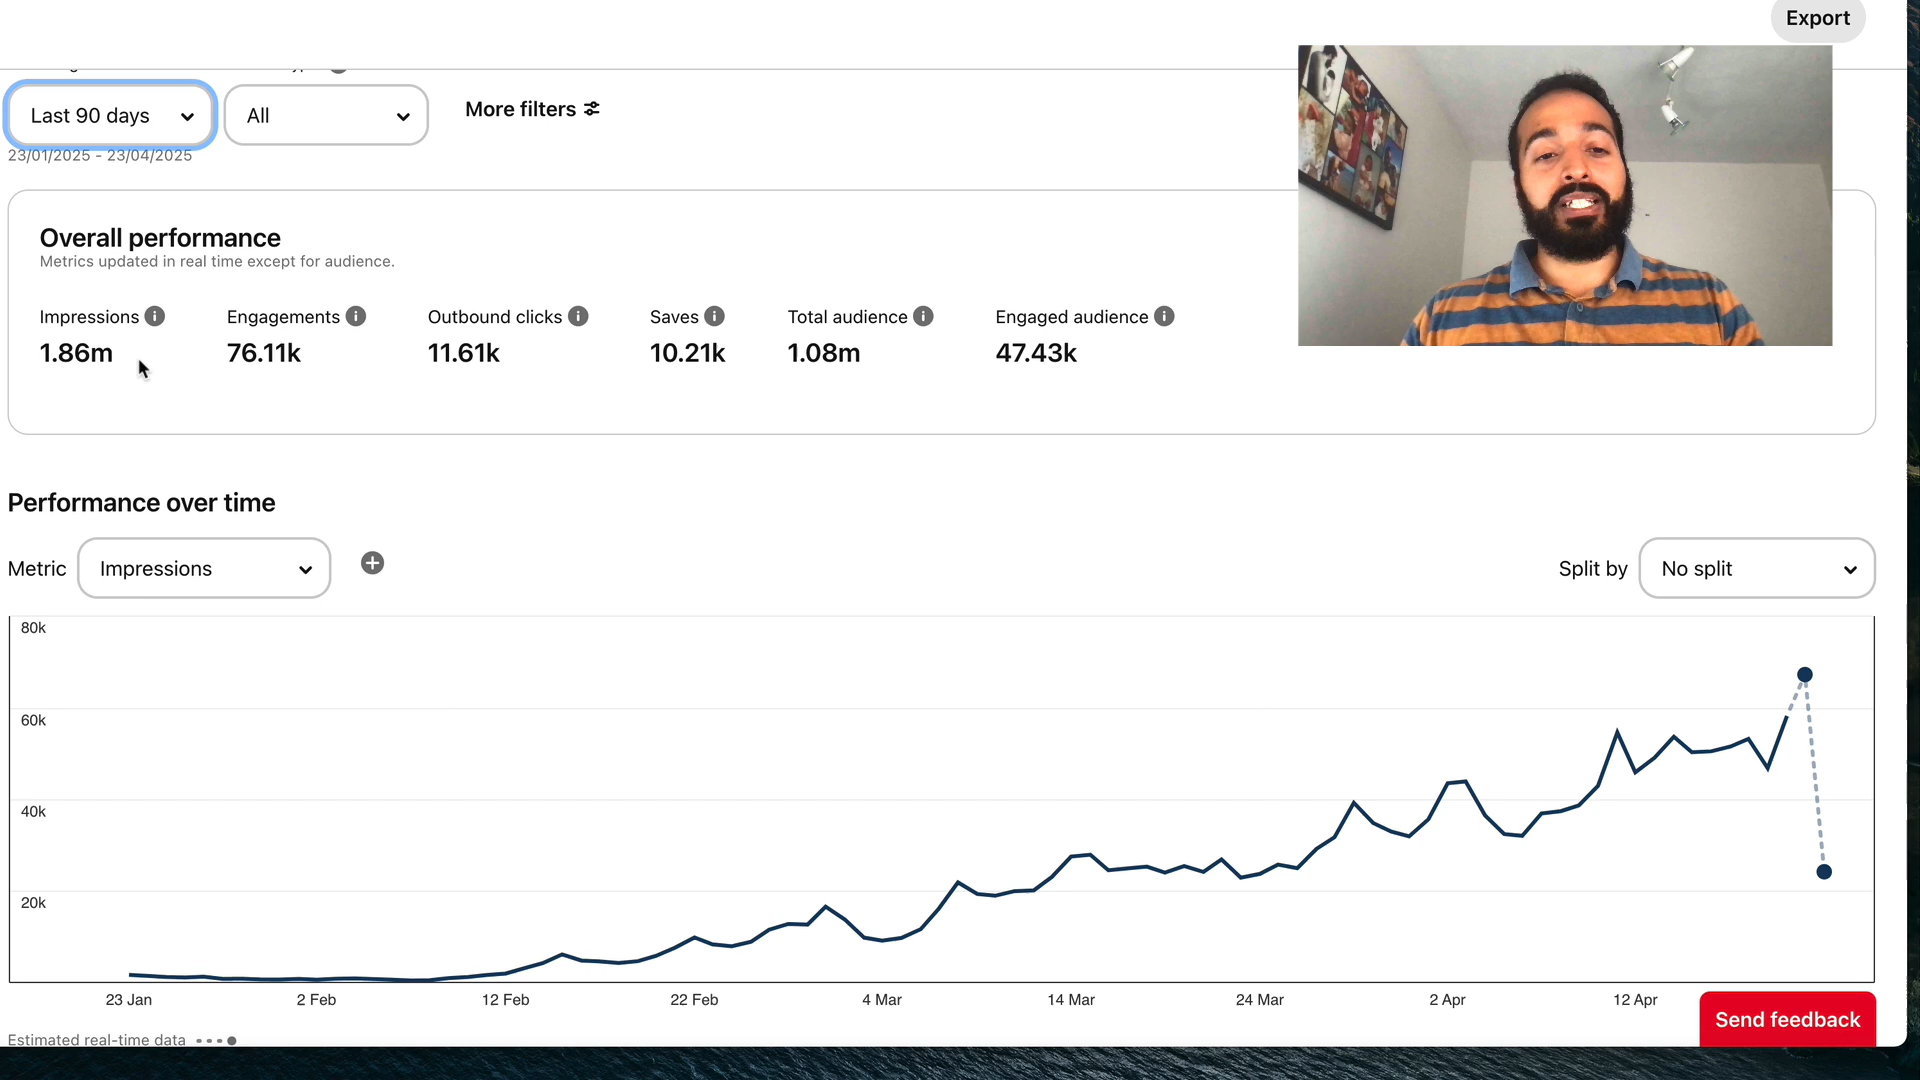 Export
Last 90 days
All
More filters
23/01/2025 - 23/04/2025
Overall performance
Metrics updated in real time except for audience.
Impressions
Engagements
Outbound clicks
Saves
Total audience
Engaged audience
1.86m
76.11k
11.61k
10.21k
1.08m
47.43k
Performance over time
Metric
Impressions
Split by
No split
80k
60k
40k
20k
23 Jan
2 Feb
12 Feb
22 Feb
4 Mar
14 Mar
24 Mar
2 Apr
12 Apr
Send feedback
Estimated real-time data